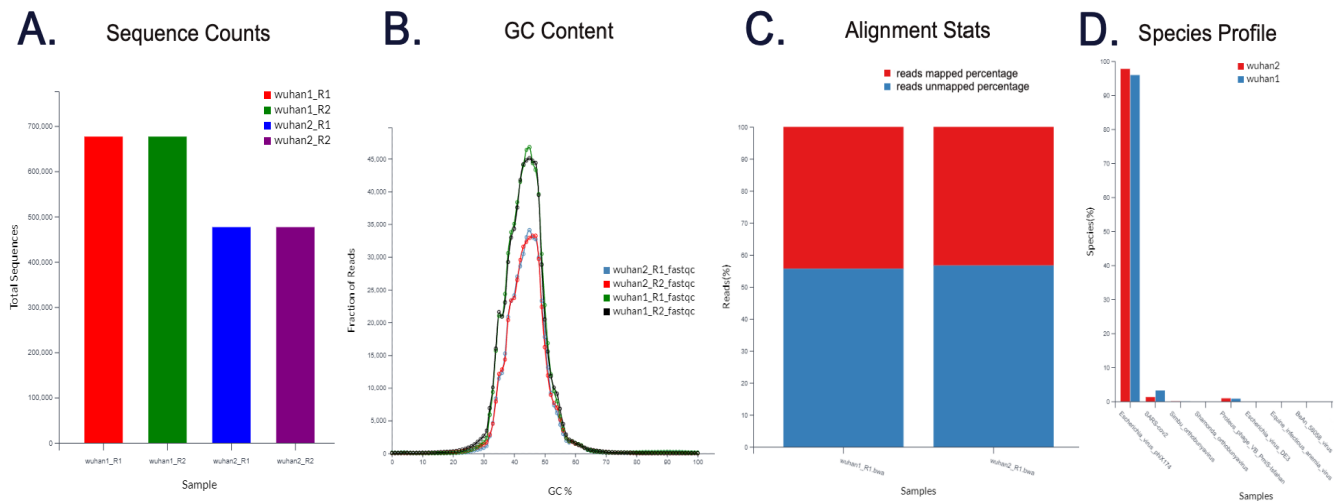 A.
Sequence Counts
wuhan1_R1
wuhan1_R2
wuhan2_R1
wuhan2_R2
Total Sequences
700,000
600,000
500,000
400,000
300,000
200,000
100,000
0
wuhan1_R1 wuhan1_R2 wuhan2_R1 wuhan2_R2
Sample
B.
GC Content
Fraction of Reads
45,000
40,000
35,000
30,000
25,000
20,000
15,000
10,000
5,000
0
wuhan2_R1_fastqc
wuhan2_R2_fastqc
wuhan1_R1_fastqc
wuhan1_R2_fastqc
0 10 20 30 40 50 60 70 80 90 100
GC %
C.
Alignment Stats
reads mapped percentage
reads unmapped percentage
Reads(%)
100
90
80
70
60
50
40
30
20
10
0
wuhan1_R1.bwa wuhan2_R1.bwa
Samples
D.
Species Profile
wuhan2
wuhan1
Species(%)
100
90
80
70
60
50
40
30
20
10
0
Escherichia_virus_phiX174
SARS-cov2
Simbu_orthobunyavirus
Shamonda_orthobunyavirus
Escherichia_virus_DE3
Equine_infectious_anemia_virus
Samples